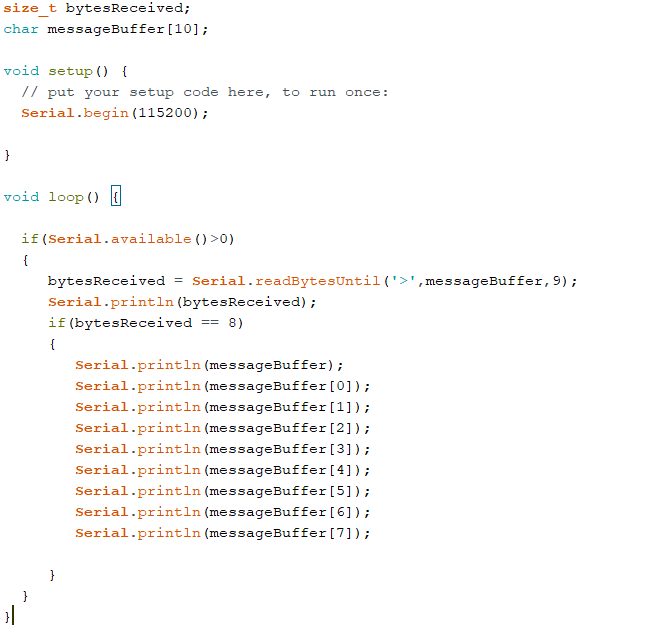 size_t bytesReceived;
char messageBuffer[10];
void setup() {
// put your setup code here, to run once:
Serial.begin(115200);
}
void loop() {
if(Serial.available()>0)
{
bytesReceived = Serial.readBytesUntil('>',messageBuffer,9);
Serial.println(bytesReceived);
if(bytesReceived == 8)
{
Serial.println(messageBuffer);
Serial.println(messageBuffer[0]);
Serial.println(messageBuffer[1]);
Serial.println(messageBuffer[2]);
Serial.println(messageBuffer[3]);
Serial.println(messageBuffer[4]);
Serial.println(messageBuffer[5]);
Serial.println(messageBuffer[6]);
Serial.println(messageBuffer[7]);
}
}
}